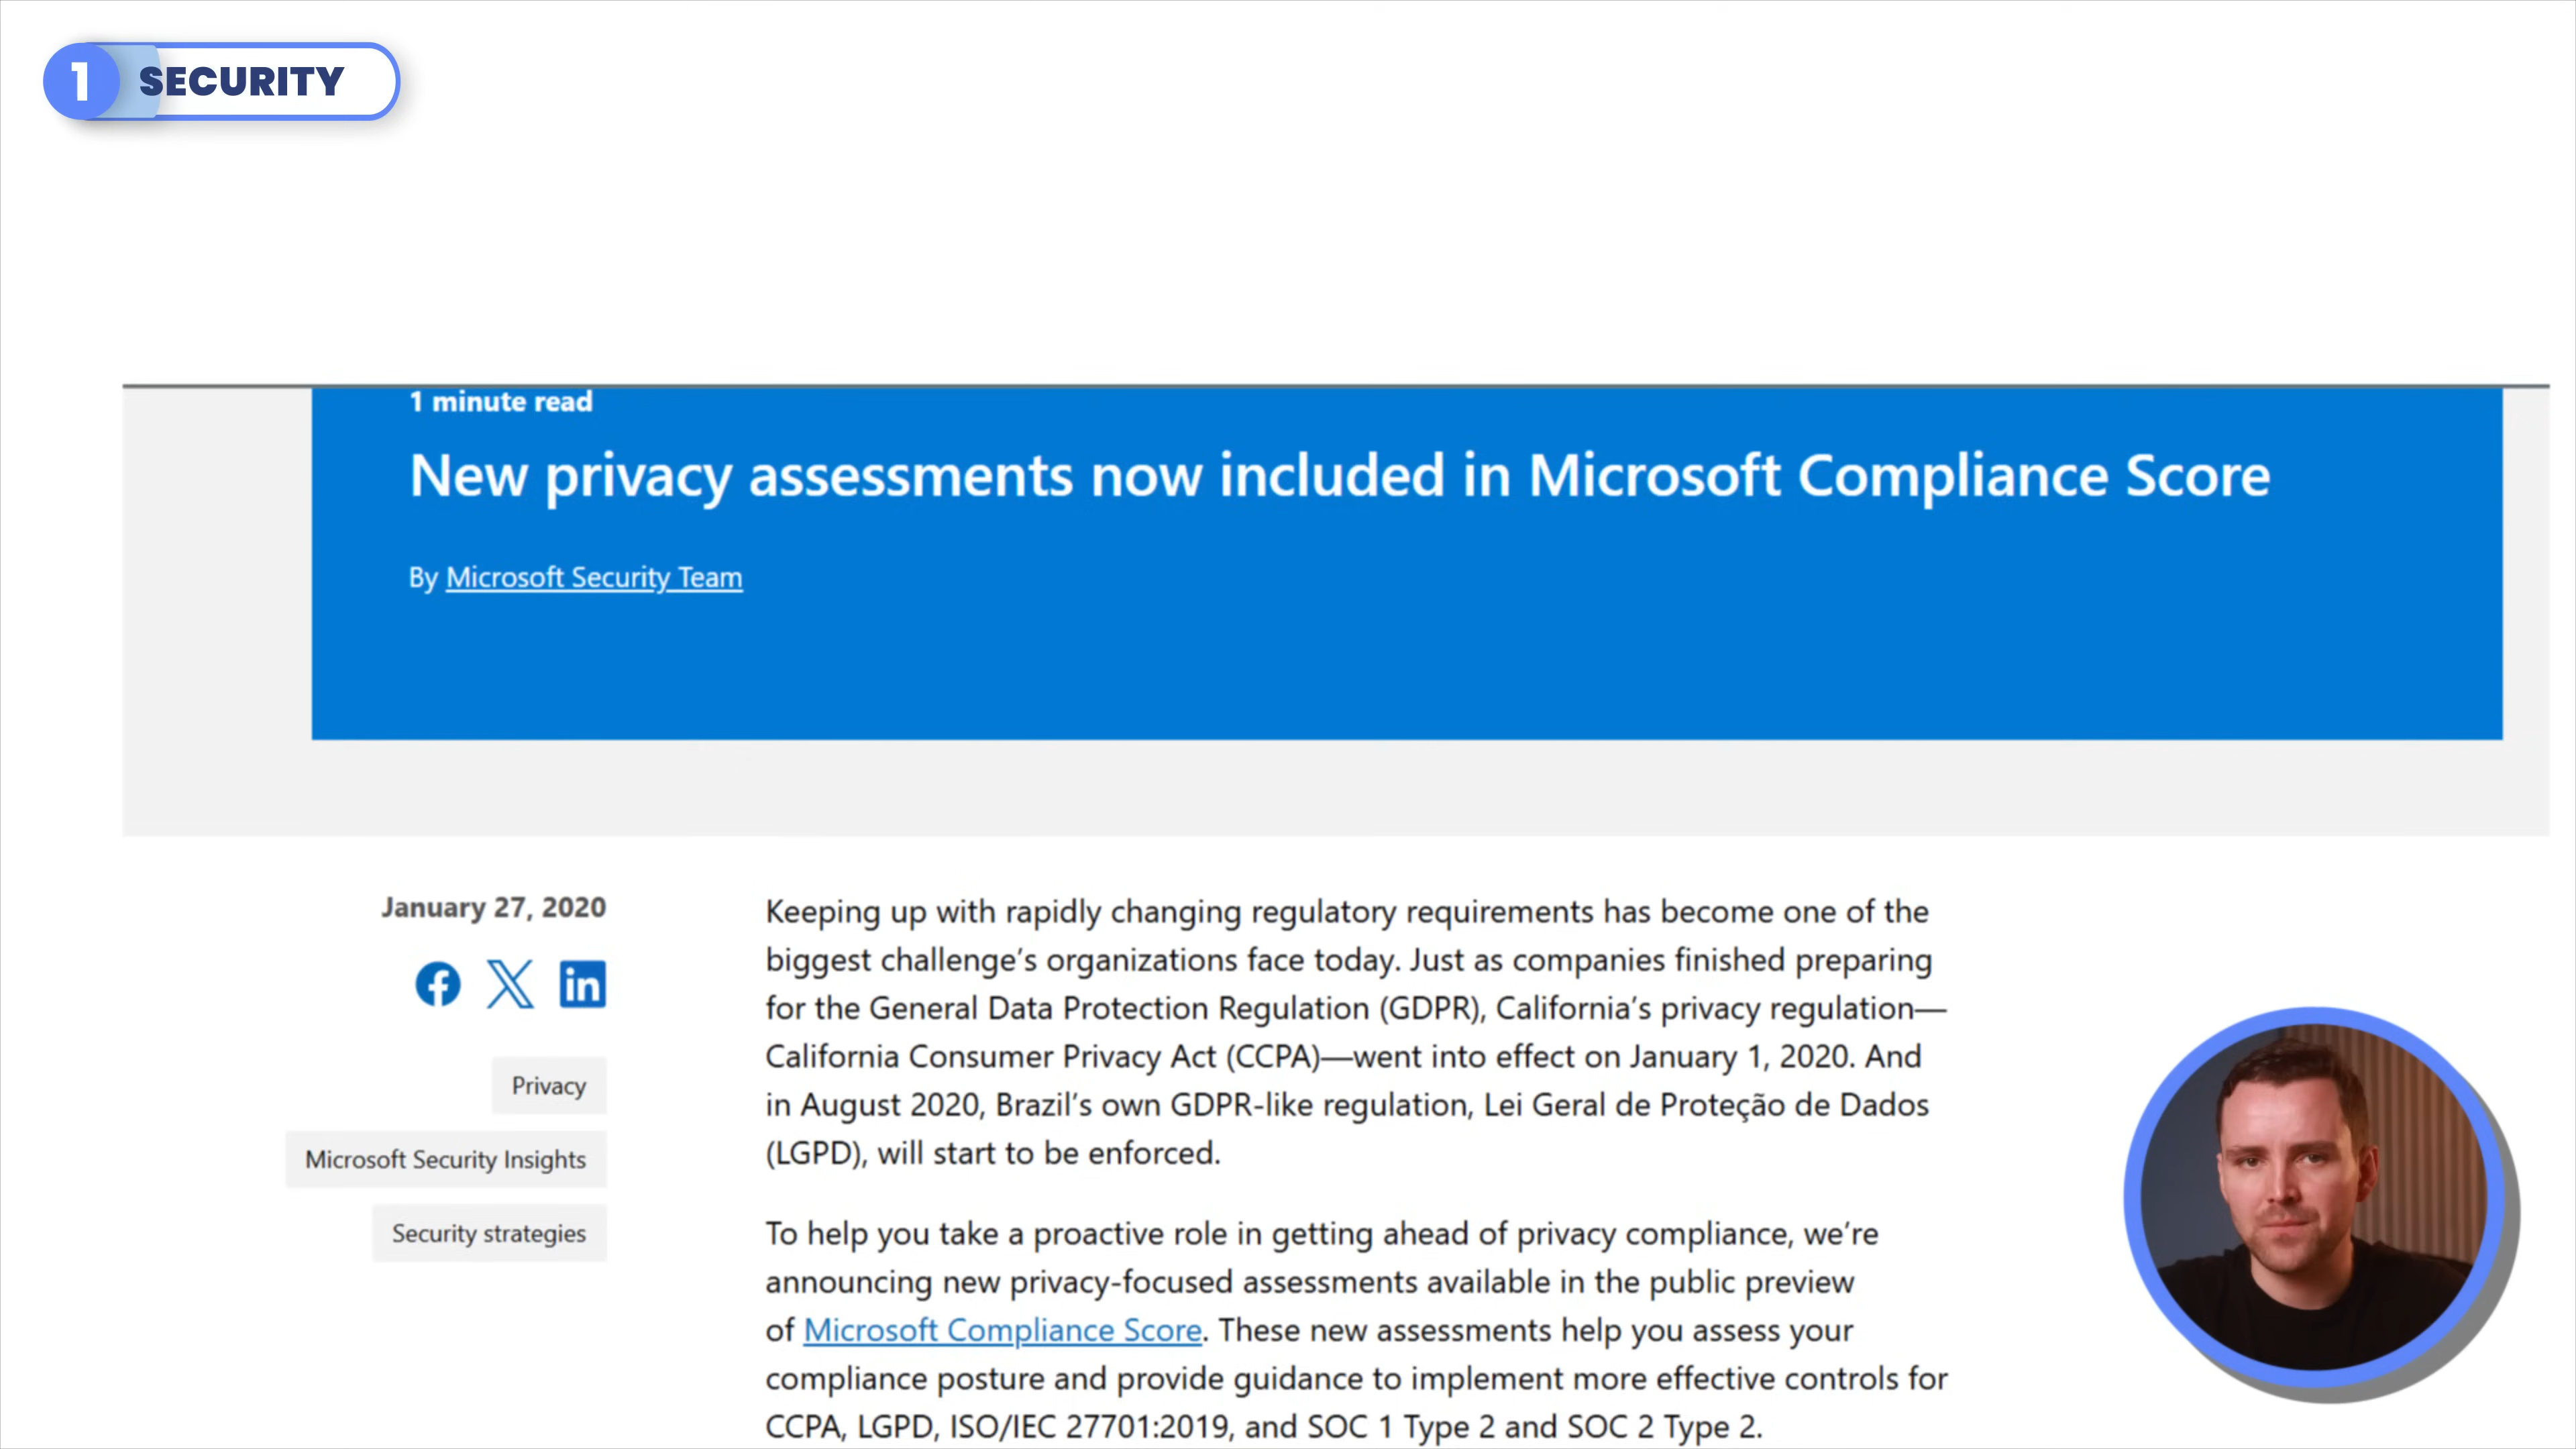 1 SECURITY
1 minute read
New privacy assessments now included in Microsoft Compliance Score
By Microsoft Security Team
January 27, 2020
Privacy
Microsoft Security Insights
Security strategies
Keeping up with rapidly changing regulatory requirements has become one of the
biggest challenge’s organizations face today. Just as companies finished preparing
for the General Data Protection Regulation (GDPR), California’s privacy regulation—
California Consumer Privacy Act (CCPA)—went into effect on January 1, 2020. And
in August 2020, Brazil’s own GDPR-like regulation, Lei Geral de Proteção de Dados
(LGPD), will start to be enforced.
To help you take a proactive role in getting ahead of privacy compliance, we’re
announcing new privacy-focused assessments available in the public preview
of Microsoft Compliance Score. These new assessments help you assess your
compliance posture and provide guidance to implement more effective controls for
CCPA, LGPD, ISO/IEC 27701:2019, and SOC 1 Type 2 and SOC 2 Type 2.